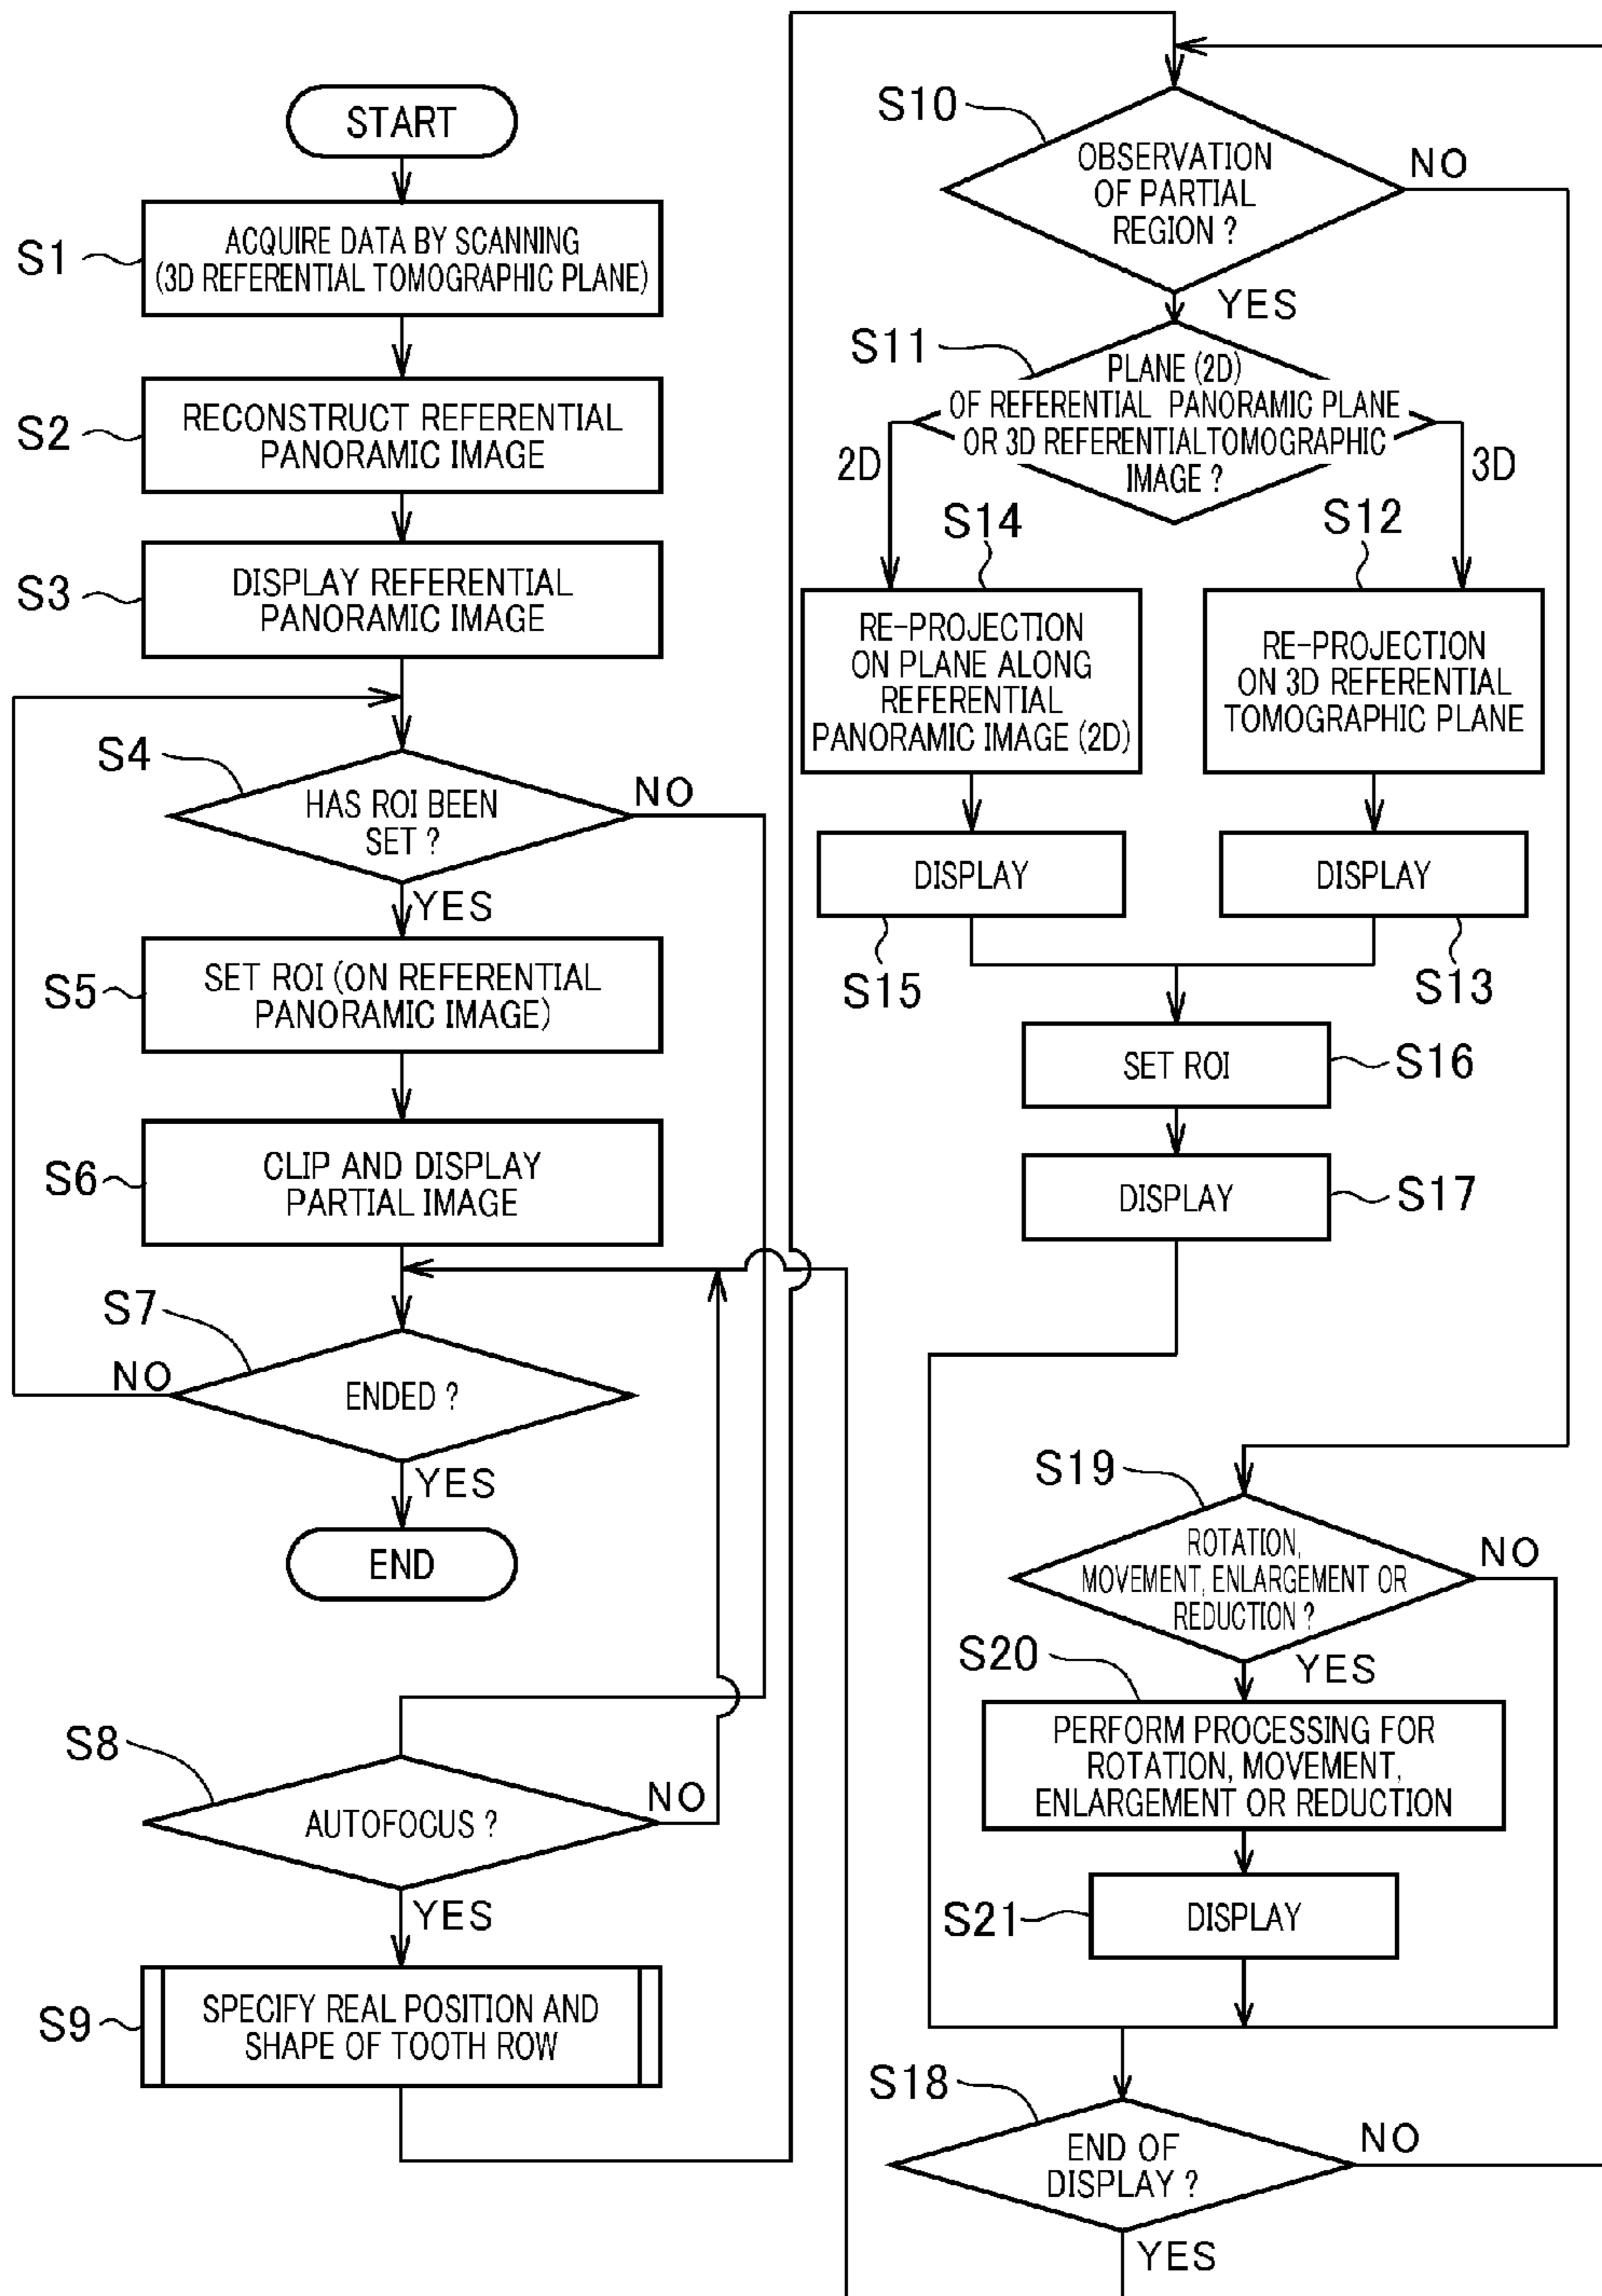 START
S1
ACQUIRE DATA BY SCANNING
(3D REFERENTIAL TOMOGRAPHIC PLANE)
S2
RECONSTRUCT REFERENTIAL
PANORAMIC IMAGE
S3
DISPLAY REFERENTIAL
PANORAMIC IMAGE
S4
HAS ROI BEEN
SET ?
NO
YES
S5
SET ROI (ON REFERENTIAL
PANORAMIC IMAGE)
S6
CLIP AND DISPLAY
PARTIAL IMAGE
S7
NO
ENDED ?
YES
END
S8
AUTOFOCUS ?
NO
YES
S9
SPECIFY REAL POSITION AND
SHAPE OF TOOTH ROW
S10
OBSERVATION
OF PARTIAL
REGION ?
NO
YES
S11
PLANE (2D)
OF REFERENTIAL PANORAMIC PLANE
OR 3D REFERENTIALTOMOGRAPHIC
IMAGE ?
2D
3D
S14
S12
RE-PROJECTION
ON PLANE ALONG
REFERENTIAL
PANORAMIC IMAGE (2D)
RE-PROJECTION
ON 3D REFERENTIAL
TOMOGRAPHIC PLANE
DISPLAY
DISPLAY
S15
S13
SET ROI
S16
DISPLAY
S17
S19
ROTATION,
MOVEMENT, ENLARGEMENT OR
REDUCTION ?
NO
YES
S20
PERFORM PROCESSING FOR
ROTATION, MOVEMENT,
ENLARGEMENT OR REDUCTION
S21
DISPLAY
S18
END OF
DISPLAY ?
NO
YES